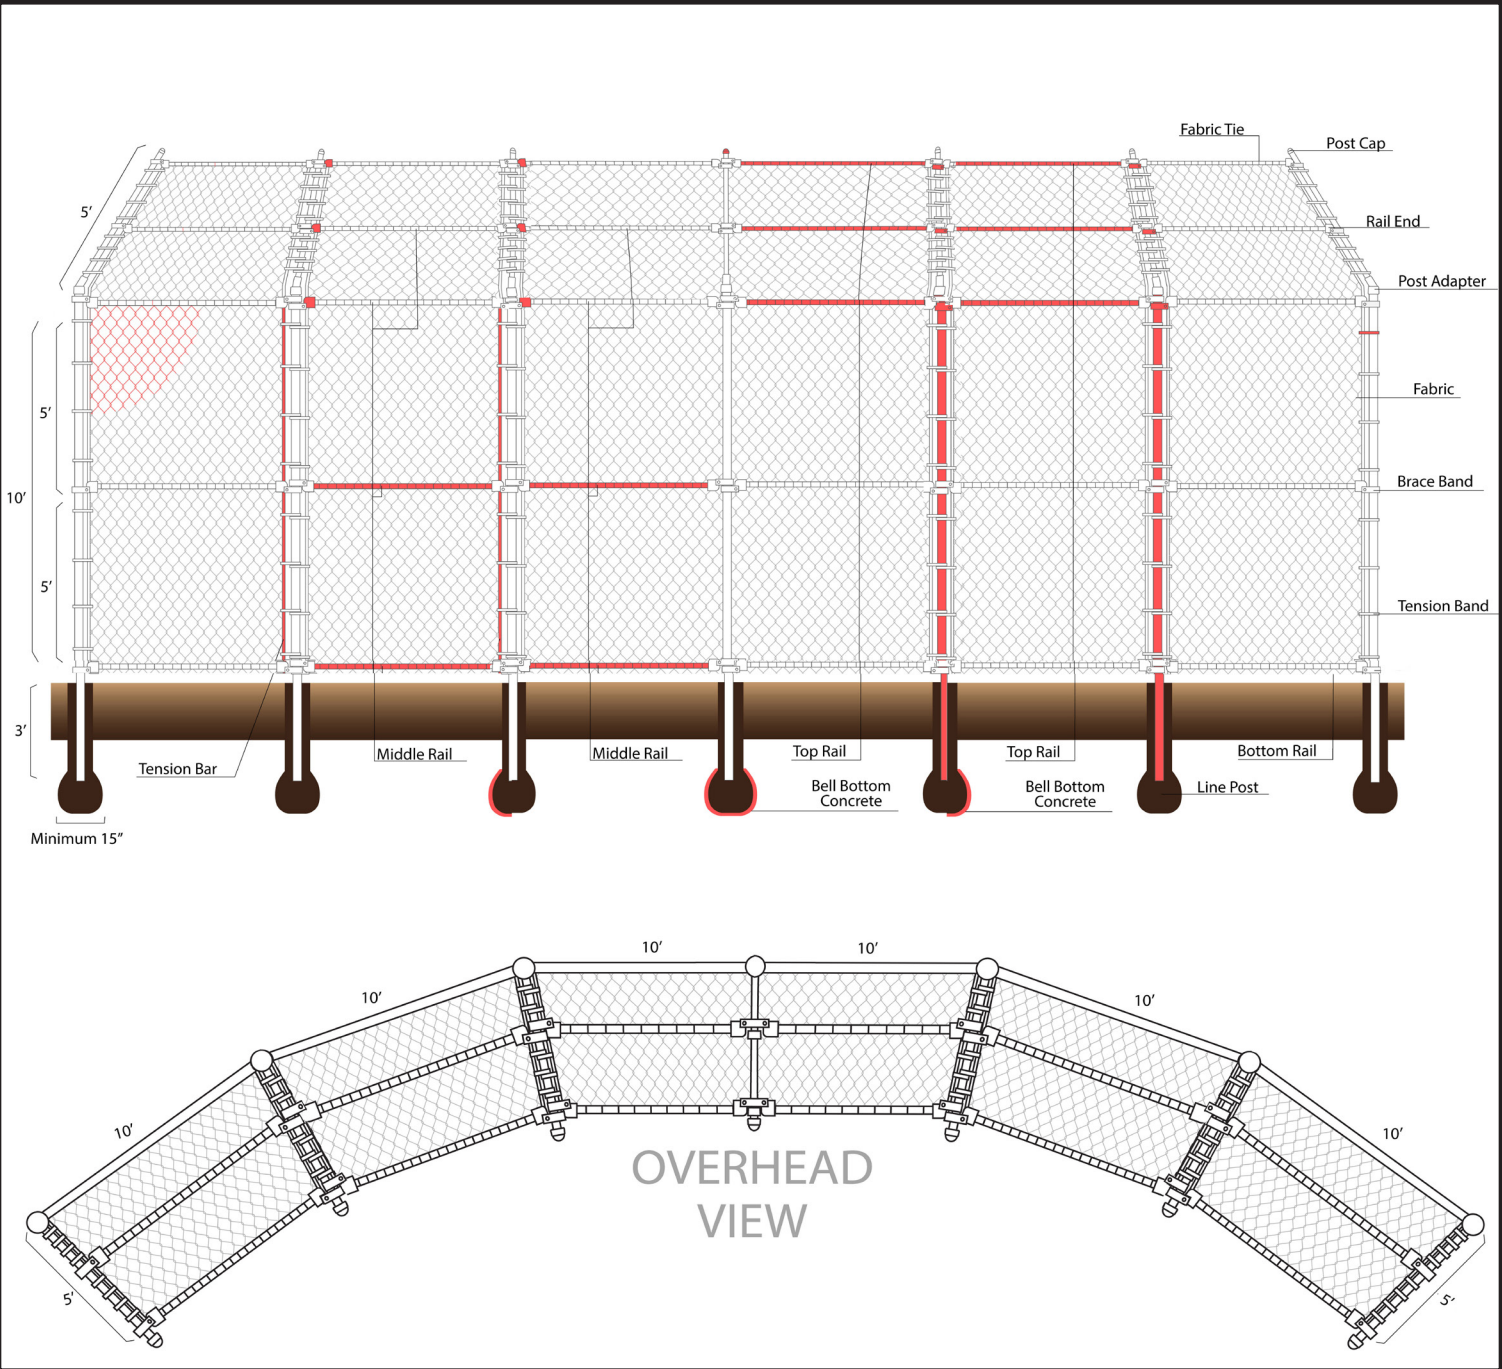 Fabric Tie
Post Cap
5’
Rail End
Post Adapter
5’
Fabric
10’
Brace Band
5’
Tension Band
3’
Tension Bar
Middle Rail
Middle Rail
Top Rail
Top Rail
Bottom Rail
Bell Bottom
Concrete
Bell Bottom
Concrete
Line Post
Minimum 15”
10’
10’
10’
10’
10’
10’
OVERHEAD
VIEW
5’
5’